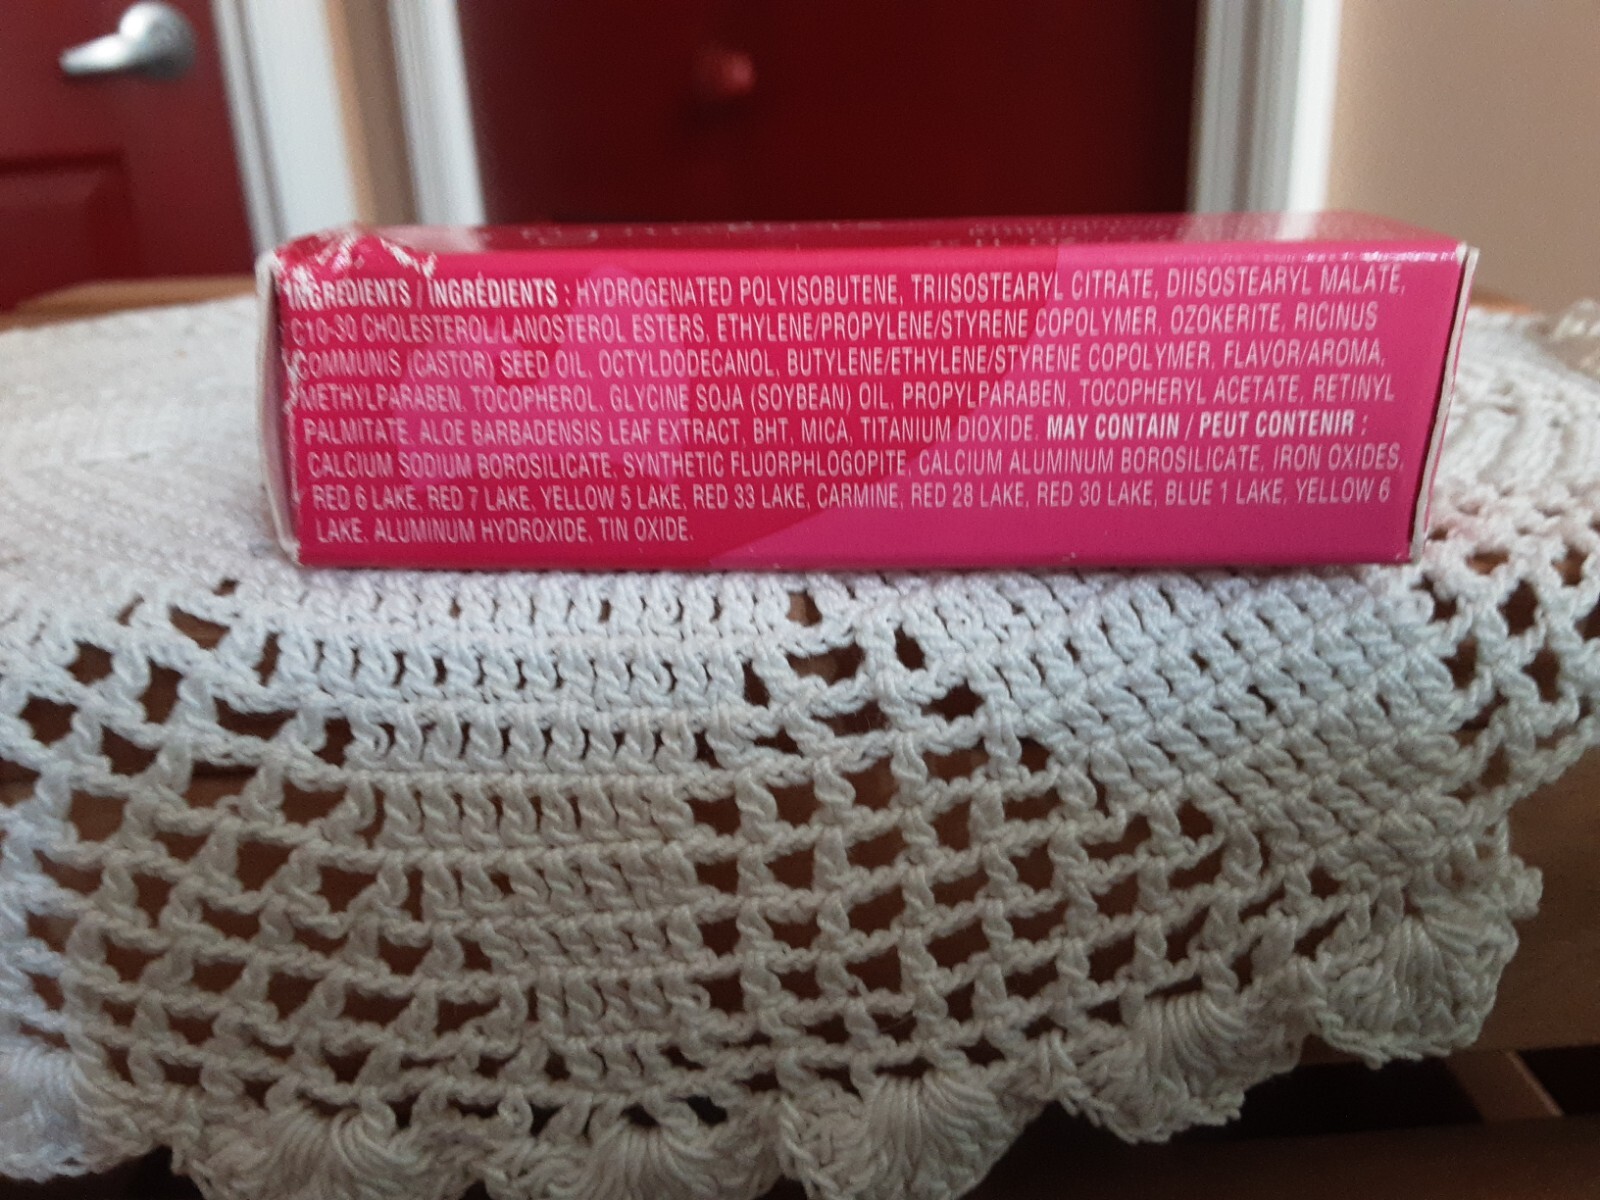 INGREDIENTS / INGRÉDIENTS : HYDROGENATED POLYISOBUTENE, TRIISOSTEARYL CITRATE, DIISOSTEARYL MALATE,
C10-30 CHOLESTEROL/LANOSTEROL ESTERS, ETHYLENE/PROPYLENE/STYRENE COPOLYMER, OZOKERITE, RICINUS
COMMUNIS (CASTOR) SEED OIL, OCTYLDODECANOL, BUTYLENE/ETHYLENE/STYRENE COPOLYMER, FLAVOR/AROMA,
METHYLPARABEN, TOCOPHEROL, GLYCINE SOJA (SOYBEAN) OIL, PROPYLPARABEN, TOCOPHERYL ACETATE, RETINYL
PALMITATE, ALOE BARBADENSIS LEAF EXTRACT, BHT, MICA, TITANIUM DIOXIDE. MAY CONTAIN / PEUT CONTENIR :
CALCIUM SODIUM BOROSILICATE, SYNTHETIC FLUORPHLOGOPITE, CALCIUM ALUMINUM BOROSILICATE, IRON OXIDES,
RED 6 LAKE, RED 7 LAKE, YELLOW 5 LAKE, RED 33 LAKE, CARMINE, RED 28 LAKE, RED 30 LAKE, BLUE 1 LAKE, YELLOW 6
LAKE, ALUMINUM HYDROXIDE, TIN OXIDE.